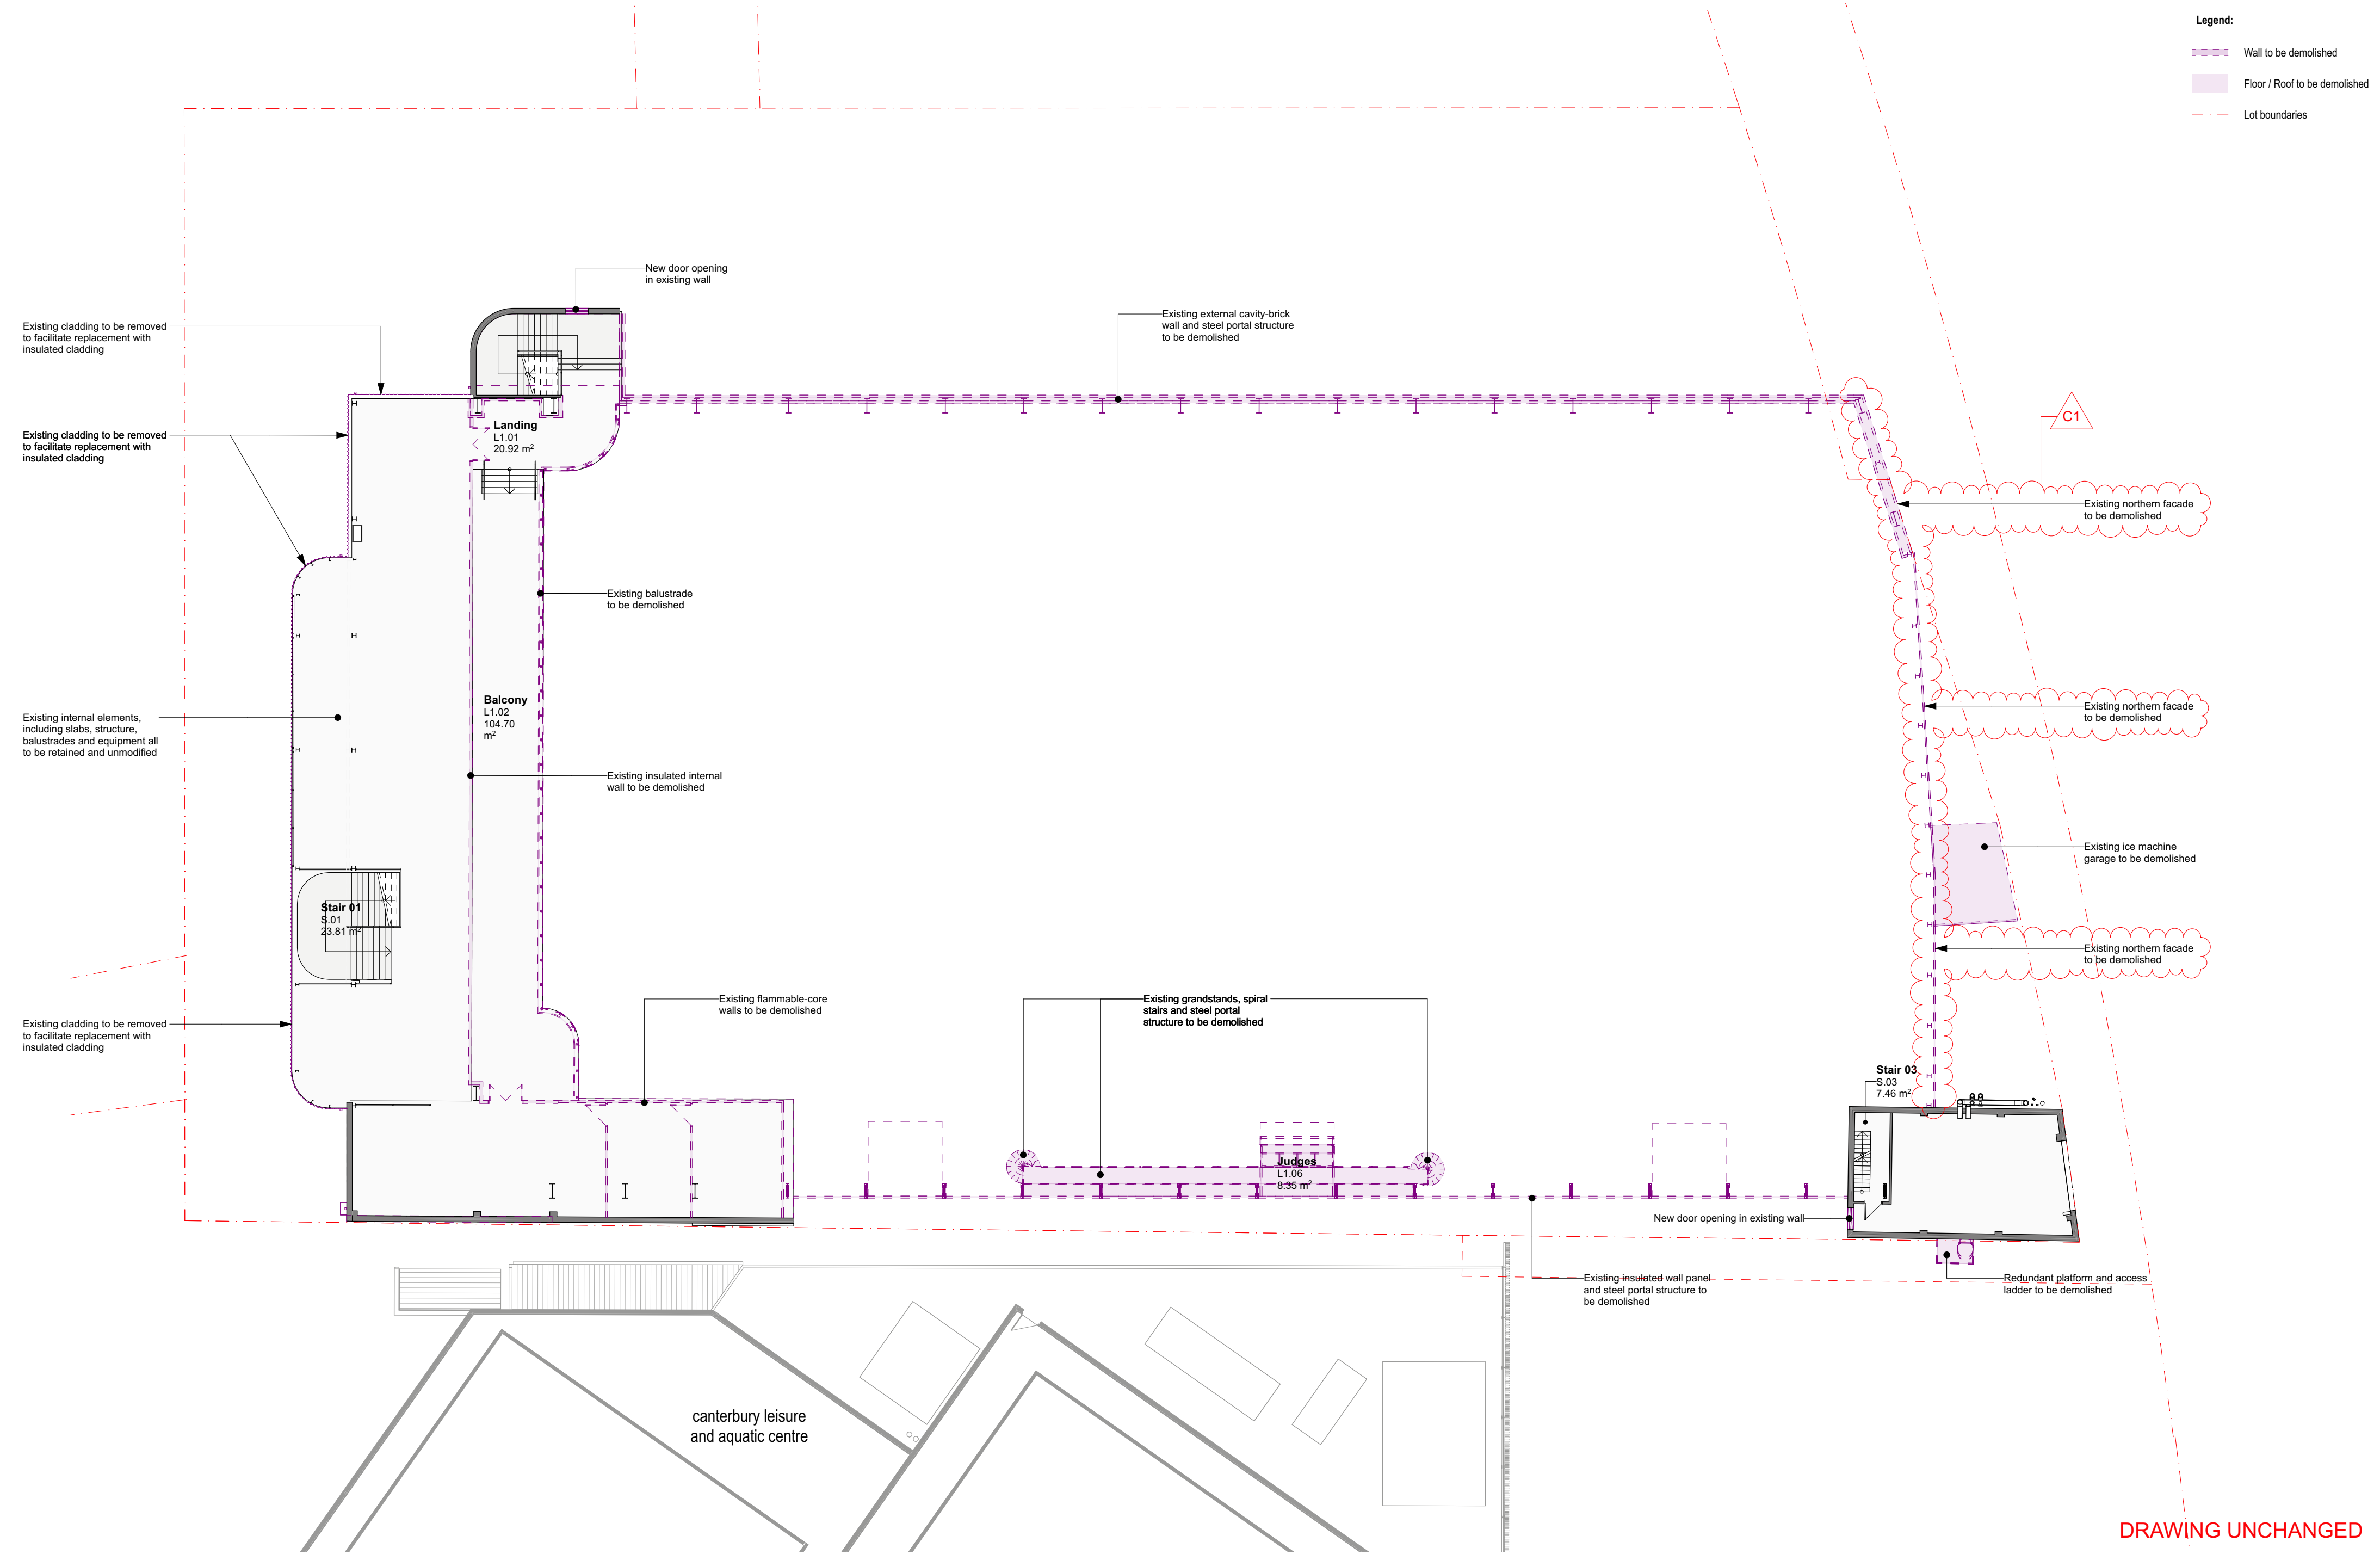 Legend:
Wall to be demolished
Floor / Roof to be demolished
Lot boundaries
New door opening
in existing wall
Existing cladding to be removed
to facilitate replacement with
insulated cladding
Existing external cavity-brick
wall and steel portal structure
to be demolished
C1
Existing cladding to be removed
to facilitate replacement with
insulated cladding
Landing
L1.01
20.92 m²
Existing northern facade
to be demolished
Existing balustrade
to be demolished
Balcony
L1.02
104.70
m²
Existing northern facade
to be demolished
Existing internal elements,
including slabs, structure,
balustrades and equipment all
to be retained and unmodified
Existing insulated internal
wall to be demolished
Existing ice machine
garage to be demolished
Stair 01
S.01
23.81 m²
Existing northern facade
to be demolished
Existing flammable-core
walls to be demolished
Existing grandstands, spiral
stairs and steel portal
structure to be demolished
Existing cladding to be removed
to facilitate replacement with
insulated cladding
Stair 03
S.03
7.46 m²
Judges
L1.06
8.35 m²
New door opening in existing wall
Existing insulated wall panel
and steel portal structure to
be demolished
Redundant platform and access
ladder to be demolished
canterbury leisure
and aquatic centre
DRAWING UNCHANGED